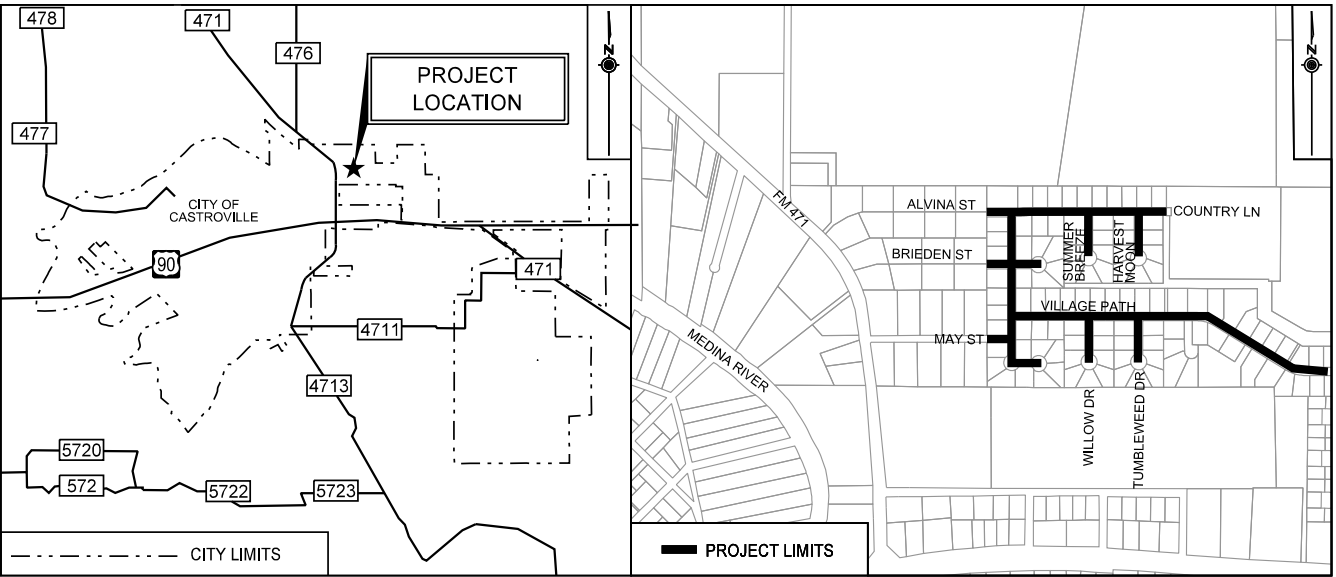 478
471
476
PROJECT
LOCATION
N
477
CITY OF
CASTROVILLE
90
471
4711
4713
5720
572
5722
5723
CITY LIMITS
N
FM 471
ALVINA ST
COUNTRY LN
SUMMER
BREEZE
HARVEST
MOON
BRIEDEN ST
VILLAGE PATH
MAY ST
MEDINA RIVER
WILLOW DR
TUMBLEWEED DR
PROJECT LIMITS